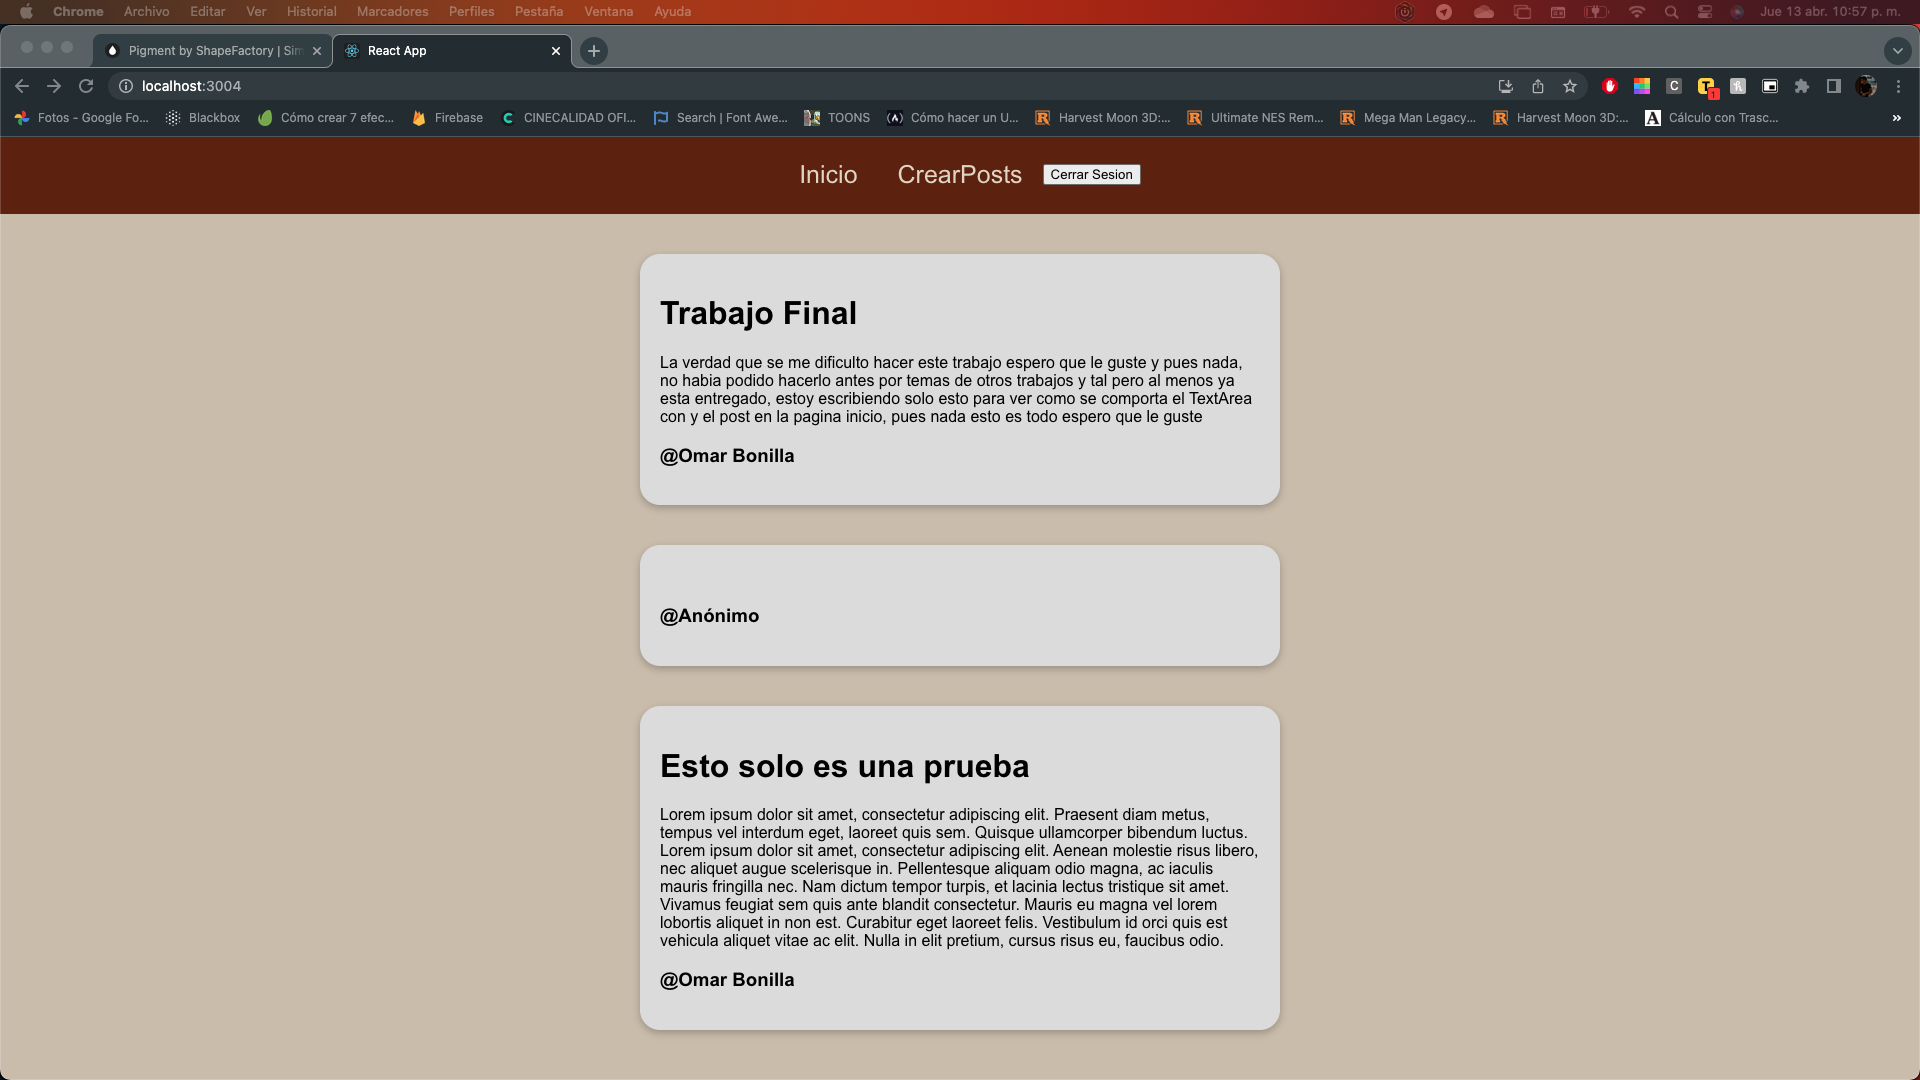 Chrome Archivo Editar Ver Historial Marcadores Perfiles Pestaña Ventana Ayuda Jue 13 abr. 10:57 p. m.
Pigment by ShapeFactory | Sim React App
localhost:3004
Fotos - Google Fo... Blackbox Cómo crear 7 efec... Firebase CINECALIDAD OFI... Search | Font Awe... TOONS Cómo hacer un U... Harvest Moon 3D:... Ultimate NES Rem... Mega Man Legacy... Harvest Moon 3D:... Cálculo con Trasc... »
Inicio CrearPosts Cerrar Sesion
Trabajo Final
La verdad que se me dificulto hacer este trabajo espero que le guste y pues nada,
no habia podido hacerlo antes por temas de otros trabajos y tal pero al menos ya
esta entregado, estoy escribiendo solo esto para ver como se comporta el TextArea
con y el post en la pagina inicio, pues nada esto es todo espero que le guste
@Omar Bonilla
@Anónimo
Esto solo es una prueba
Lorem ipsum dolor sit amet, consectetur adipiscing elit. Praesent diam metus,
tempus vel interdum eget, laoreet quis sem. Quisque ullamcorper bibendum luctus.
Lorem ipsum dolor sit amet, consectetur adipiscing elit. Aenean molestie risus libero,
nec aliquet augue scelerisque in. Pellentesque aliquam odio magna, ac iaculis
mauris fringilla nec. Nam dictum tempor turpis, et lacinia lectus tristique sit amet.
Vivamus feugiat sem quis ante blandit consectetur. Mauris eu magna vel lorem
lobortis aliquet in non est. Curabitur eget laoreet felis. Vestibulum id orci quis est
vehicula aliquet vitae ac elit. Nulla in elit pretium, cursus risus eu, faucibus odio.
@Omar Bonilla